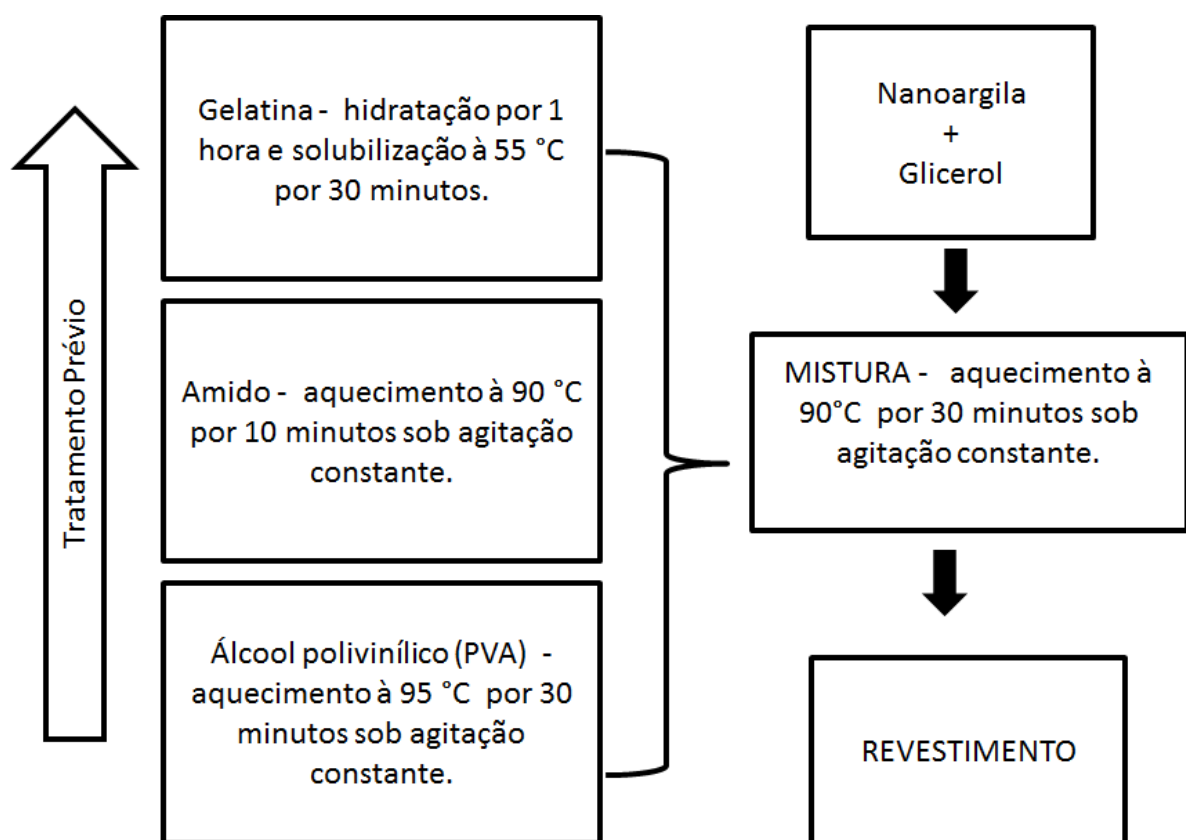 Tratamento Prévio
Gelatina - hidratação por 1
hora e solubilização à 55 °C
por 30 minutos.
Amido - aquecimento à 90 °C
por 10 minutos sob agitação
constante.
Álcool polivinílico (PVA) -
aquecimento à 95 °C por 30
minutos sob agitação
constante.
Nanoargila
+
Glicerol
MISTURA - aquecimento à
90°C por 30 minutos sob
agitação constante.
REVESTIMENTO